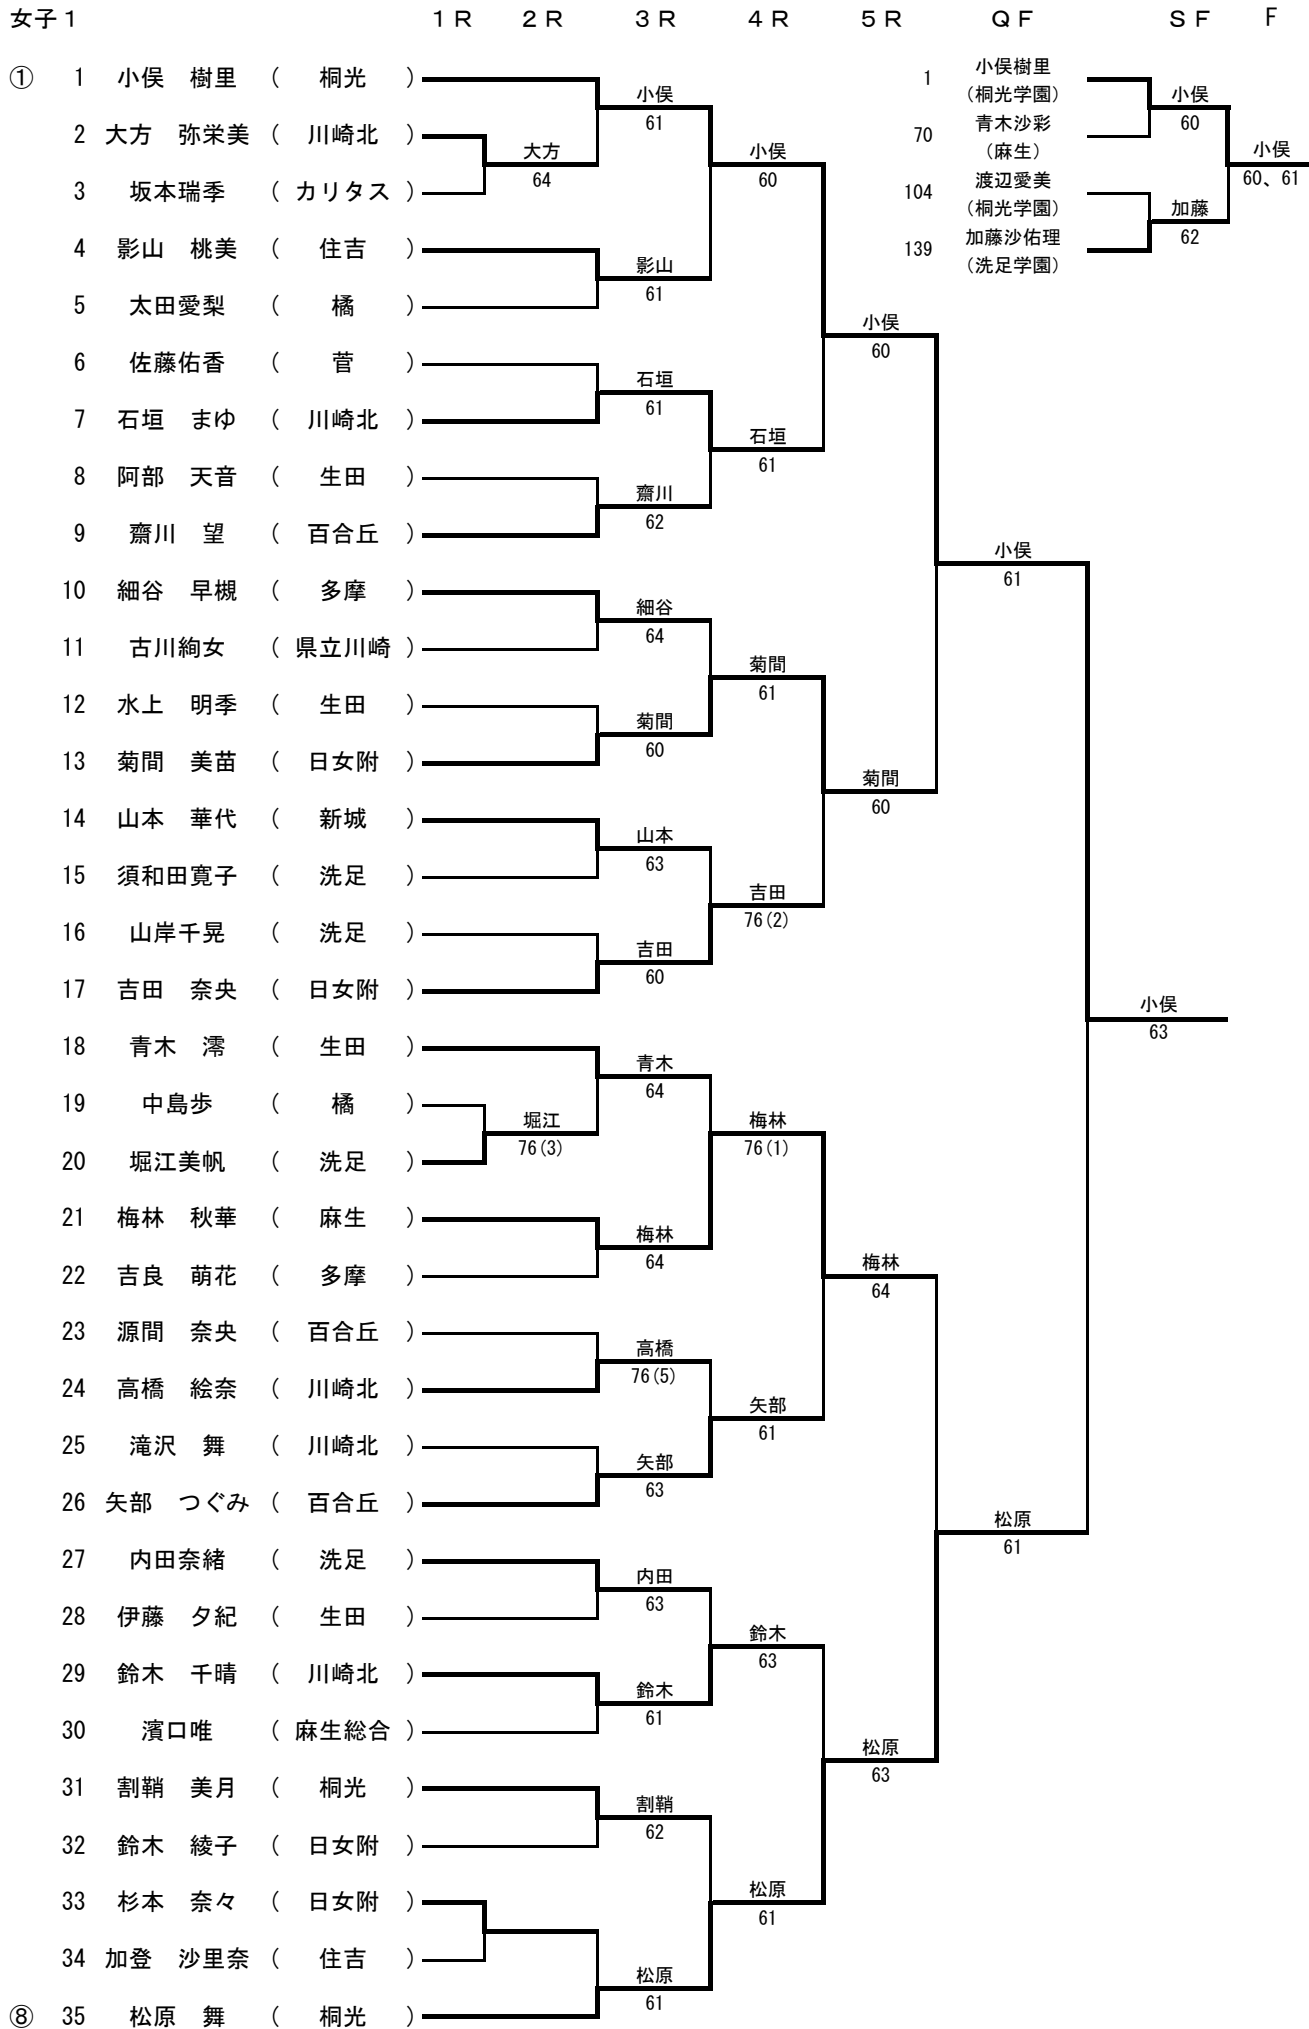 女子1 １Ｒ ２Ｒ ３Ｒ ４Ｒ ５Ｒ ＱＦ ＳＦ Ｆ
① 1 小俣　樹里 （ 桐光 ）
2 大方　弥栄美 （ 川崎北 ）
3 坂本瑞季 （ カリタス ）
4 影山　桃美 （ 住吉 ）
5 太田愛梨 （ 橘 ）
6 佐藤佑香 （ 菅 ）
7 石垣　まゆ （ 川崎北 ）
8 阿部　天音 （ 生田 ）
9 齋川　望 （ 百合丘 ）
10 細谷　早槻 （ 多摩 ）
11 古川絢女 （ 県立川崎 ）
12 水上　明季 （ 生田 ）
13 菊間　美苗 （ 日女附 ）
14 山本　華代 （ 新城 ）
15 須和田寛子 （ 洗足 ）
16 山岸千晃 （ 洗足 ）
17 吉田　奈央 （ 日女附 ）
18 青木　澪 （ 生田 ）
19 中島歩 （ 橘 ）
20 堀江美帆 （ 洗足 ）
21 梅林　秋華 （ 麻生 ）
22 吉良　萌花 （ 多摩 ）
23 源間　奈央 （ 百合丘 ）
24 高橋　絵奈 （ 川崎北 ）
25 滝沢　舞 （ 川崎北 ）
26 矢部　つぐみ （ 百合丘 ）
27 内田奈緒 （ 洗足 ）
28 伊藤　夕紀 （ 生田 ）
29 鈴木　千晴 （ 川崎北 ）
30 濱口唯 （ 麻生総合 ）
31 割鞘　美月 （ 桐光 ）
32 鈴木　綾子 （ 日女附 ）
33 杉本　奈々 （ 日女附 ）
34 加登　沙里奈 （ 住吉 ）
⑧ 35 松原　舞 （ 桐光 ）
大方
64
堀江
76(3)
小俣
61
影山
61
石垣
61
齋川
62
細谷
64
菊間
60
山本
63
吉田
60
青木
64
梅林
64
高橋
76(5)
矢部
63
内田
63
鈴木
61
割鞘
62
松原
61
小俣
60
石垣
61
菊間
61
吉田
76(2)
梅林
76(1)
矢部
61
鈴木
63
松原
61
小俣
60
菊間
60
梅林
64
松原
63
小俣
61
松原
61
小俣
63
1 小俣樹里
（桐光学園）
70 青木沙彩
（麻生）
104 渡辺愛美
（桐光学園）
139 加藤沙佑理
（洗足学園）
小俣
60
加藤
62
小俣
60、61